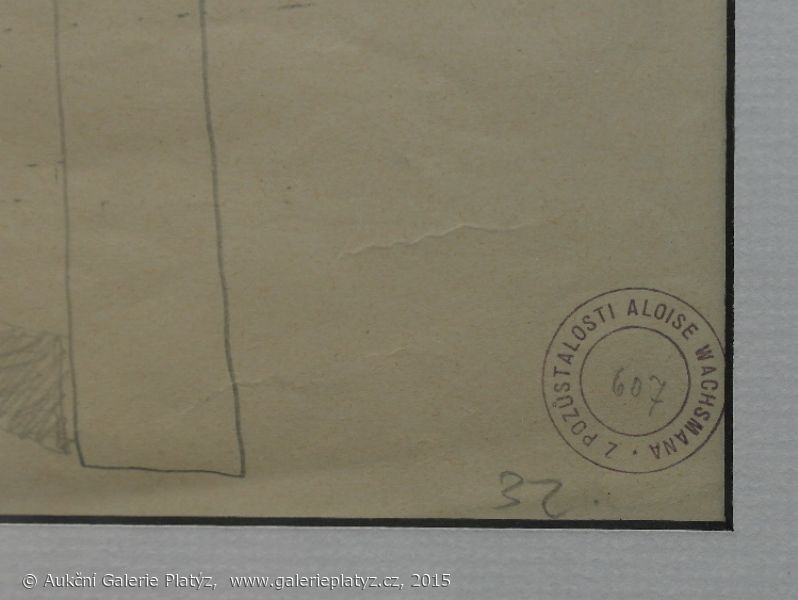 Z POZŮSTALOSTI ALOISE WACHSMANA •
607
32.
© Aukční Galerie Platýz, www.galerieplatyz.cz, 2015